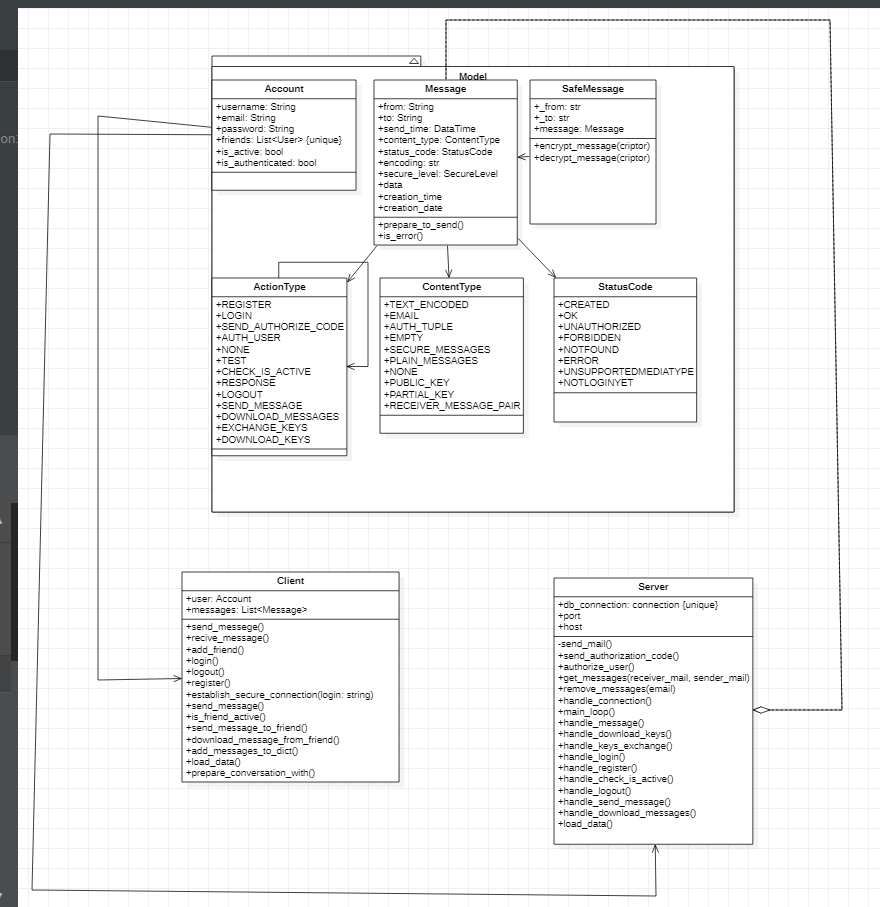 on:
Model
Account
+username: String
+email: String
+password: String
+friends: List<User> {unique}
+is_active: bool
+is_authenticated: bool
Message
+from: String
+to: String
+send_time: DataTime
+content_type: ContentType
+status_code: StatusCode
+encoding: str
+secure_level: SecureLevel
+data
+creation_time
+creation_date
+prepare_to_send()
+is_error()
SafeMessage
+_from: str
+_to: str
+message: Message
+encrypt_message(criptor)
+decrypt_message(criptor)
ActionType
+REGISTER
+LOGIN
+SEND_AUTHORIZE_CODE
+AUTH_USER
+NONE
+TEST
+CHECK_IS_ACTIVE
+RESPONSE
+LOGOUT
+SEND_MESSAGE
+DOWNLOAD_MESSAGES
+EXCHANGE_KEYS
+DOWNLOAD_KEYS
ContentType
+TEXT_ENCODED
+EMAIL
+AUTH_TUPLE
+EMPTY
+SECURE_MESSAGES
+PLAIN_MESSAGES
+NONE
+PUBLIC_KEY
+PARTIAL_KEY
+RECEIVER_MESSAGE_PAIR
StatusCode
+CREATED
+OK
+UNAUTHORIZED
+FORBIDDEN
+NOTFOUND
+ERROR
+UNSUPPORTEDMEDIATYPE
+NOTLOGINYET
Client
+user: Account
+messages: List<Message>
+send_messege()
+recive_message()
+add_friend()
+login()
+logout()
+register()
+establish_secure_connection(login: string)
+send_message()
+is_friend_active()
+send_message_to_friend()
+download_message_from_friend()
+add_messages_to_dict()
+load_data()
+prepare_conversation_with()
Server
+db_connection: connection {unique}
+port
+host
-send_mail()
+send_authorization_code()
+authorize_user()
+get_messages(receiver_mail, sender_mail)
+remove_messages(email)
+handle_connection()
+main_loop()
+handle_message()
+handle_download_keys()
+handle_keys_exchange()
+handle_login()
+handle_register()
+handle_check_is_active()
+handle_logout()
+handle_send_message()
+handle_download_messages()
+load_data()